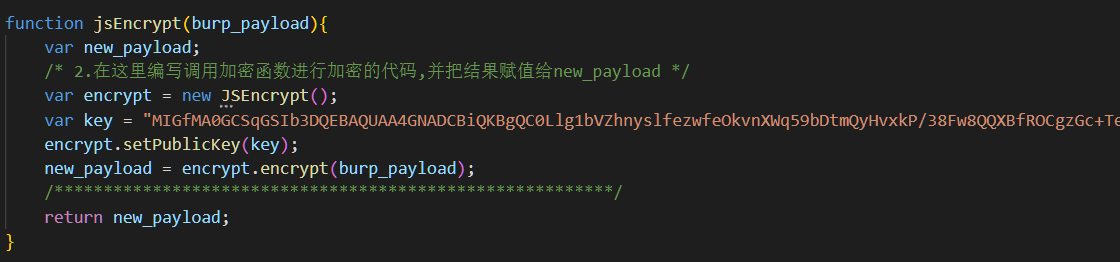 function jsEncrypt(burp_payload){
var new_payload;
/* 2.在这里编写调用加密函数进行加密的代码,并把结果赋值给new_payload */
var encrypt = new JSEncrypt();
var key = "MIGfMA0GCSqGSIb3DQEBAQUAA4GNADCBiQKBgQC0Llg1bVZhnyslfezwfeOkvnXWq59bDtmQyHvxkP/38Fw8QQXBfROCgzGc+Te
encrypt.setPublicKey(key);
new_payload = encrypt.encrypt(burp_payload);
/*********************************************************/
return new_payload;
}